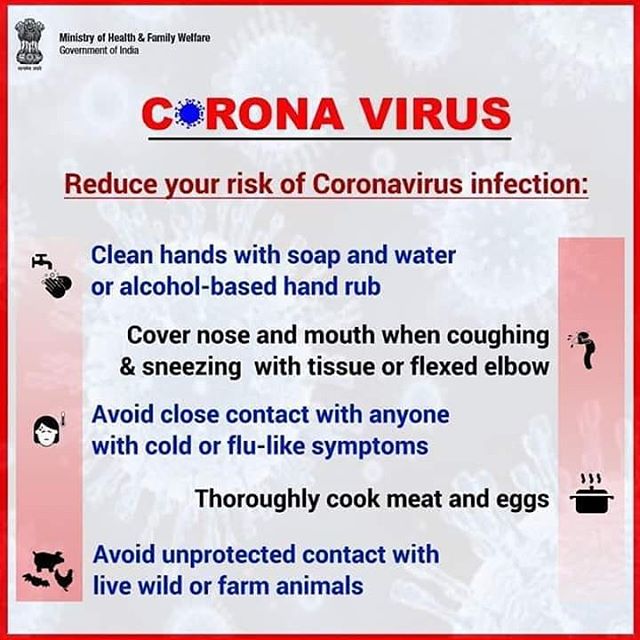 Ministry of Health & Family Welfare
Government of India
CORONA VIRUS
Reduce your risk of Coronavirus infection:
Clean hands with soap and water
or alcohol-based hand rub
Cover nose and mouth when coughing
& sneezing with tissue or flexed elbow
Avoid close contact with anyone
with cold or flu-like symptoms
Thoroughly cook meat and eggs
Avoid unprotected contact with
live wild or farm animals